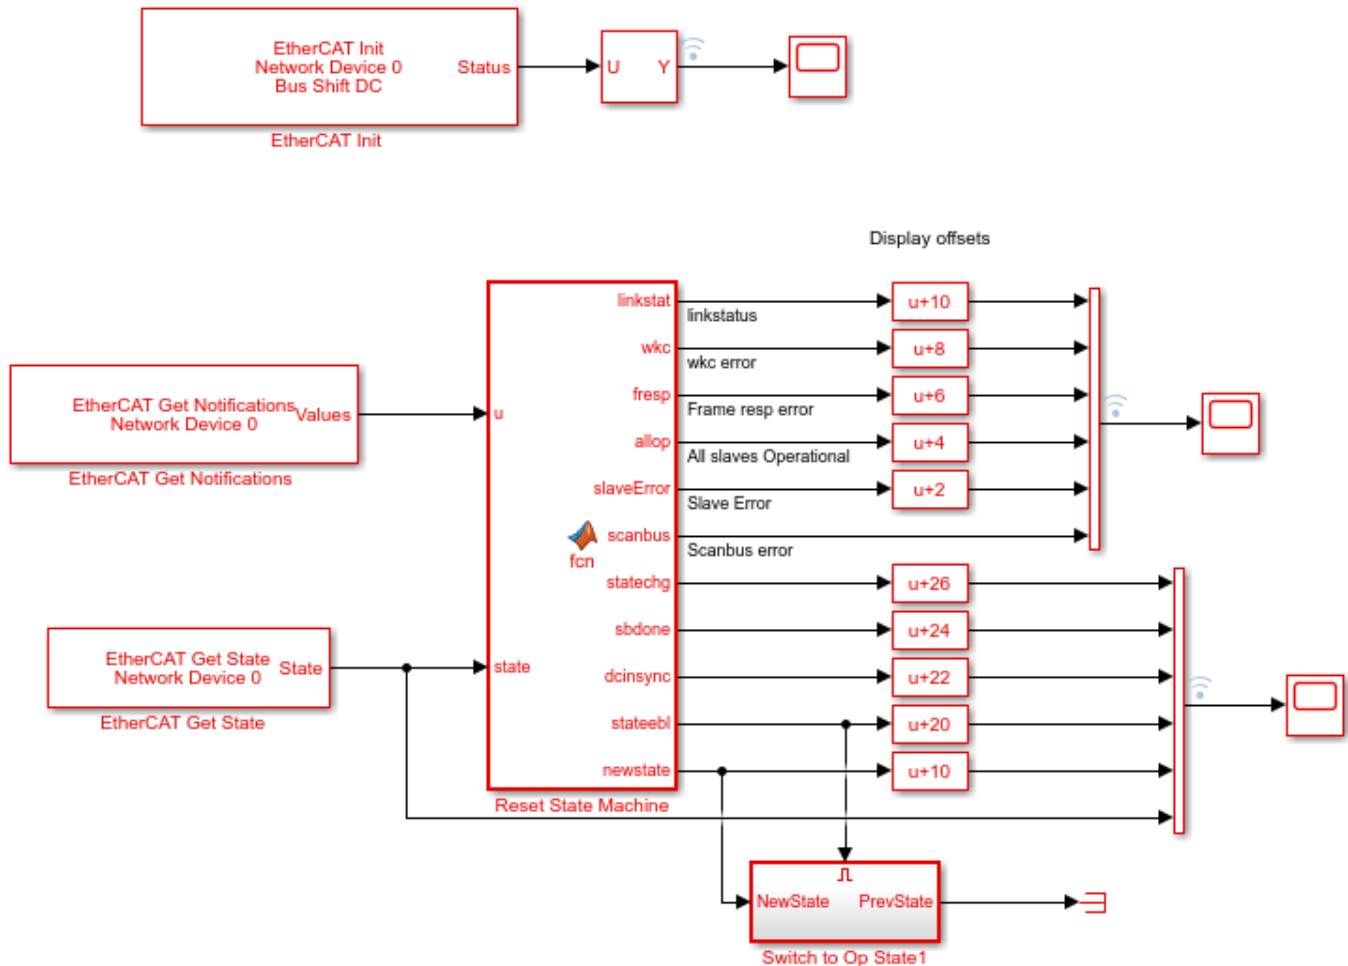 EtherCAT Init
Network Device 0
Bus Shift DC
Status
U
Y
EtherCAT Init
Display offsets
linkstat
linkstatus
u+10
wkc
wkc error
u+8
fresp
Frame resp error
u+6
EtherCAT Get Notifications
Network Device 0
Values
u
EtherCAT Get Notifications
allop
All slaves Operational
u+4
slaveError
Slave Error
u+2
fcn
scanbus
Scanbus error
statechg
u+26
sbdone
u+24
EtherCAT Get State
Network Device 0
State
state
EtherCAT Get State
dcinsync
u+22
stateebl
u+20
newstate
u+10
Reset State Machine
NewState
PrevState
Switch to Op State1